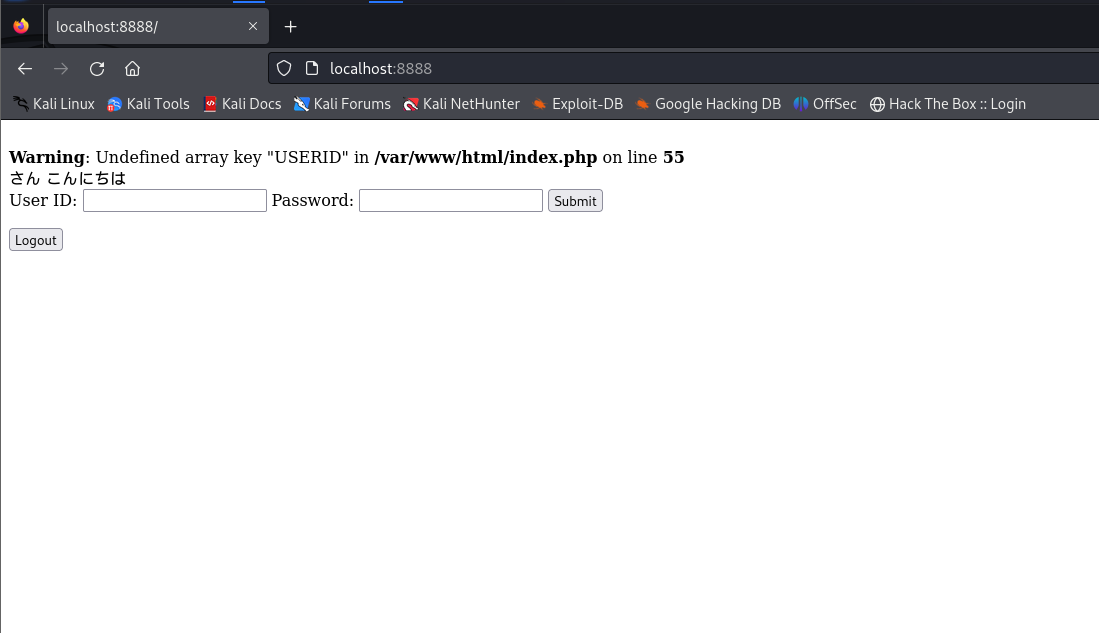 localhost:8888/
localhost:8888
Kali Linux Kali Tools Kali Docs Kali Forums Kali NetHunter Exploit-DB Google Hacking DB OffSec Hack The Box :: Login
Warning: Undefined array key "USERID" in /var/www/html/index.php on line 55
さん こんにちは
User ID: Password: Submit
Logout